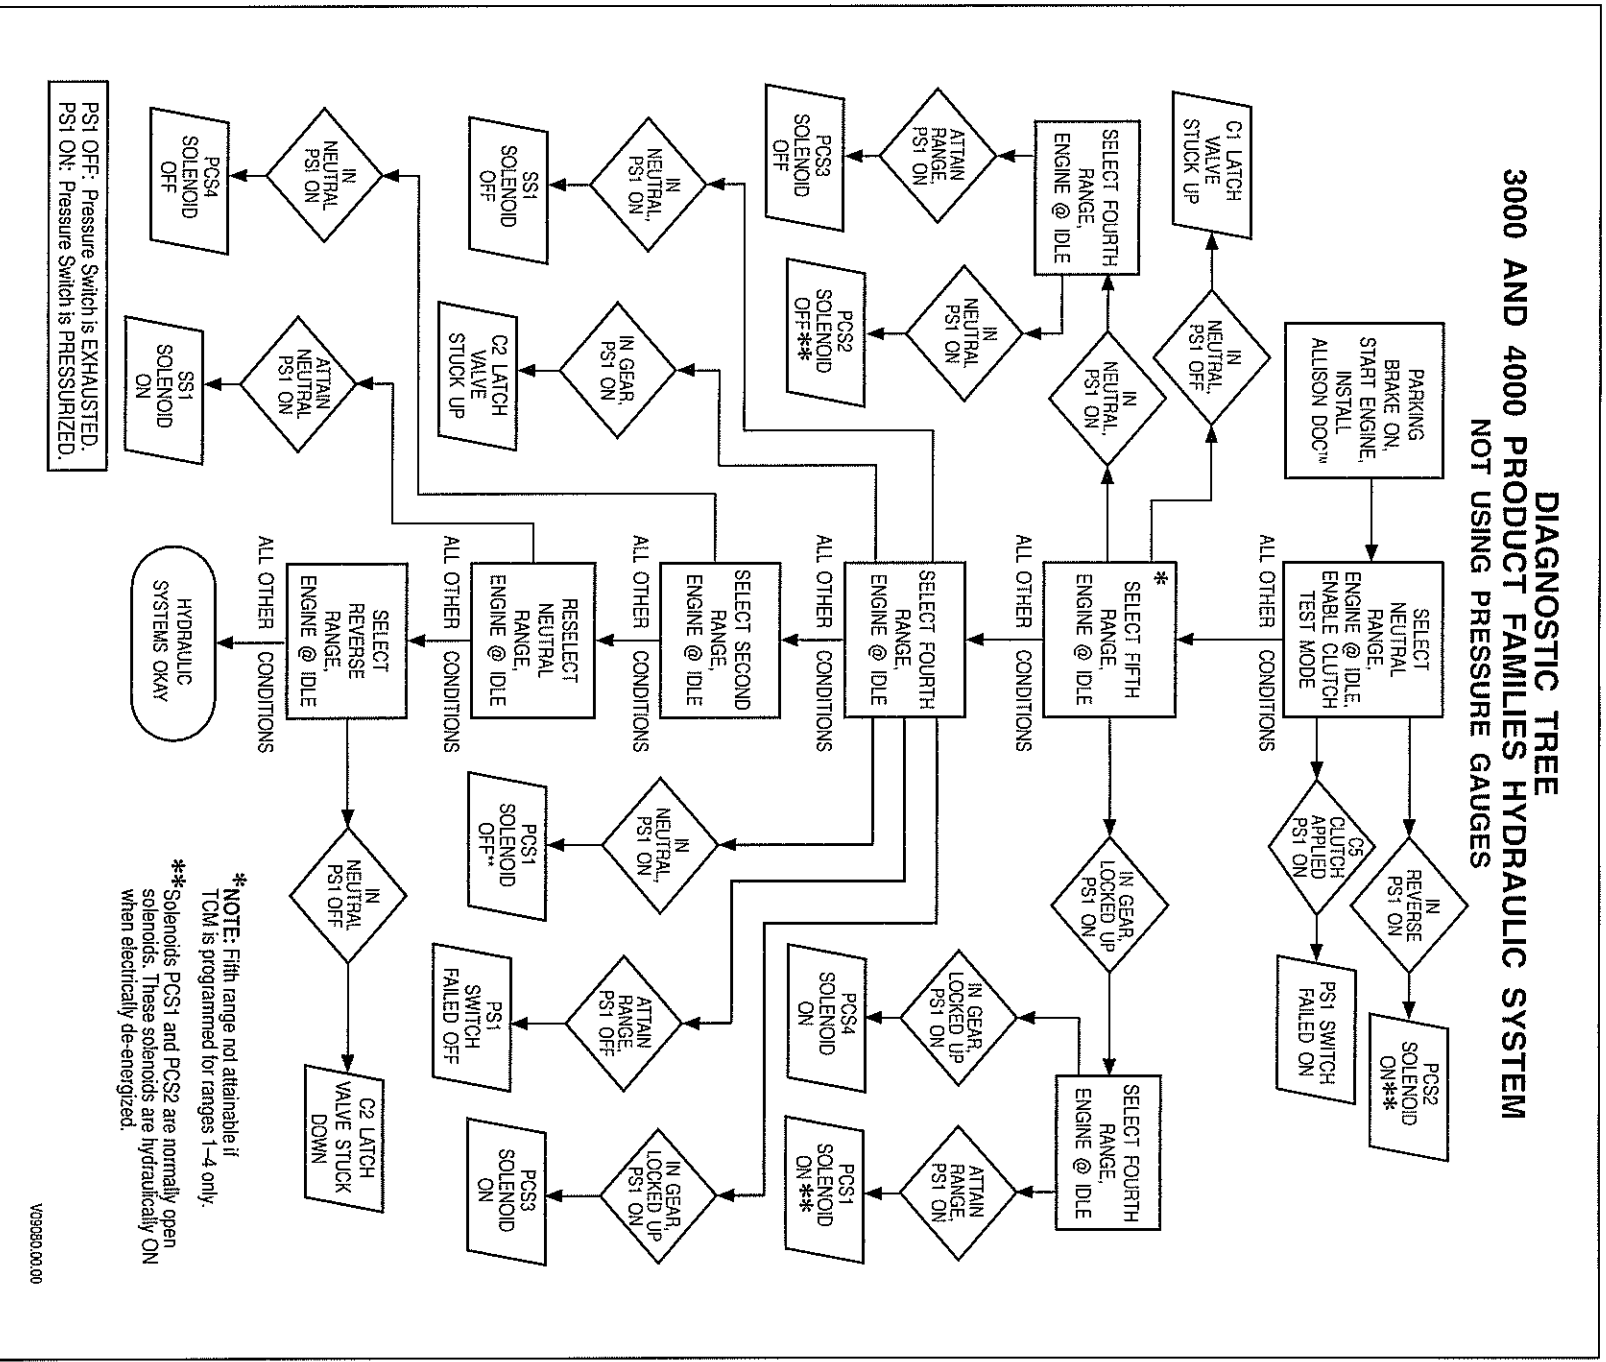 DIAGNOSTIC TREE
3000 AND 4000 PRODUCT FAMILIES HYDRAULIC SYSTEM
NOT USING PRESSURE GAUGES
PARKING
BRAKE ON,
START ENGINE,
INSTALL
ALLISON DOC™
SELECT
NEUTRAL
RANGE,
ENGINE @ IDLE,
ENABLE CLUTCH
TEST MODE
IN
REVERSE
PS1 ON
PCS2
SOLENOID
ON**
C5
CLUTCH
APPLIED
PS1 ON
PS1 SWITCH
FAILED ON
ALL OTHER CONDITIONS
C1 LATCH
VALVE
STUCK UP
IN
NEUTRAL,
PS1 OFF
* SELECT FIFTH
RANGE,
ENGINE @ IDLE
IN GEAR,
LOCKED UP
PS1 ON
SELECT FOURTH
RANGE,
ENGINE @ IDLE
SELECT FOURTH
RANGE,
ENGINE @ IDLE
IN
NEUTRAL,
PS1 ON
ALL OTHER CONDITIONS
ATTAIN
RANGE,
PS1 ON
PCS3
SOLENOID
OFF
IN
NEUTRAL
PS1 ON
PCS2
SOLENOID
OFF**
IN GEAR,
LOCKED UP
PS1 ON
PCS4
SOLENOID
ON
ATTAIN
RANGE,
PS1 ON
PCS1
SOLENOID
ON**
SELECT FOURTH
RANGE,
ENGINE @ IDLE
ALL OTHER CONDITIONS
IN
NEUTRAL,
PS1 ON
SS1
SOLENOID
OFF
IN GEAR,
PS1 ON
C2 LATCH
VALVE
STUCK UP
SELECT SECOND
RANGE,
ENGINE @ IDLE
IN
NEUTRAL,
PS1 ON
PCS1
SOLENOID
OFF**
ATTAIN
RANGE,
PS1 OFF
PS1
SWITCH
FAILED OFF
IN GEAR,
LOCKED UP
PS1 ON
PCS3
SOLENOID
ON
ALL OTHER CONDITIONS
IN
NEUTRAL
PS1 ON
PCS4
SOLENOID
OFF
RESELECT
NEUTRAL
RANGE,
ENGINE @ IDLE
ALL OTHER CONDITIONS
ATTAIN
NEUTRAL
PS1 ON
SS1
SOLENOID
ON
SELECT
REVERSE
RANGE,
ENGINE @ IDLE
IN
NEUTRAL
PS1 OFF
C2 LATCH
VALVE STUCK
DOWN
ALL OTHER CONDITIONS
HYDRAULIC
SYSTEMS OKAY
PS1 OFF: Pressure Switch is EXHAUSTED.
PS1 ON: Pressure Switch is PRESSURIZED.
*NOTE: Fifth range not attainable if
TCM is programmed for ranges 1–4 only.
**Solenoids PCS1 and PCS2 are normally open
solenoids. These solenoids are hydraulically ON
when electrically de-energized.
V09080.00.00